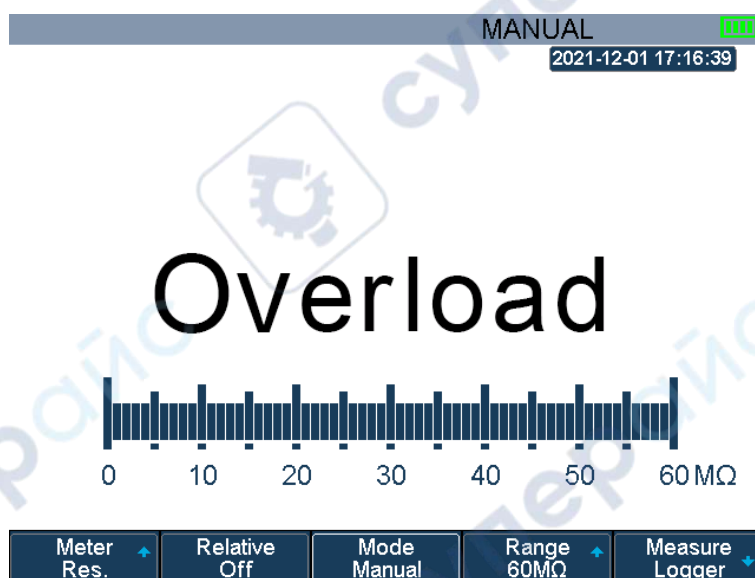 MANUAL
2021-12-01 17:16:39
Overload
0 10 20 30 40 50 60 MΩ
Meter Relative Mode Range Measure
Res. Off Manual 60MΩ Logger